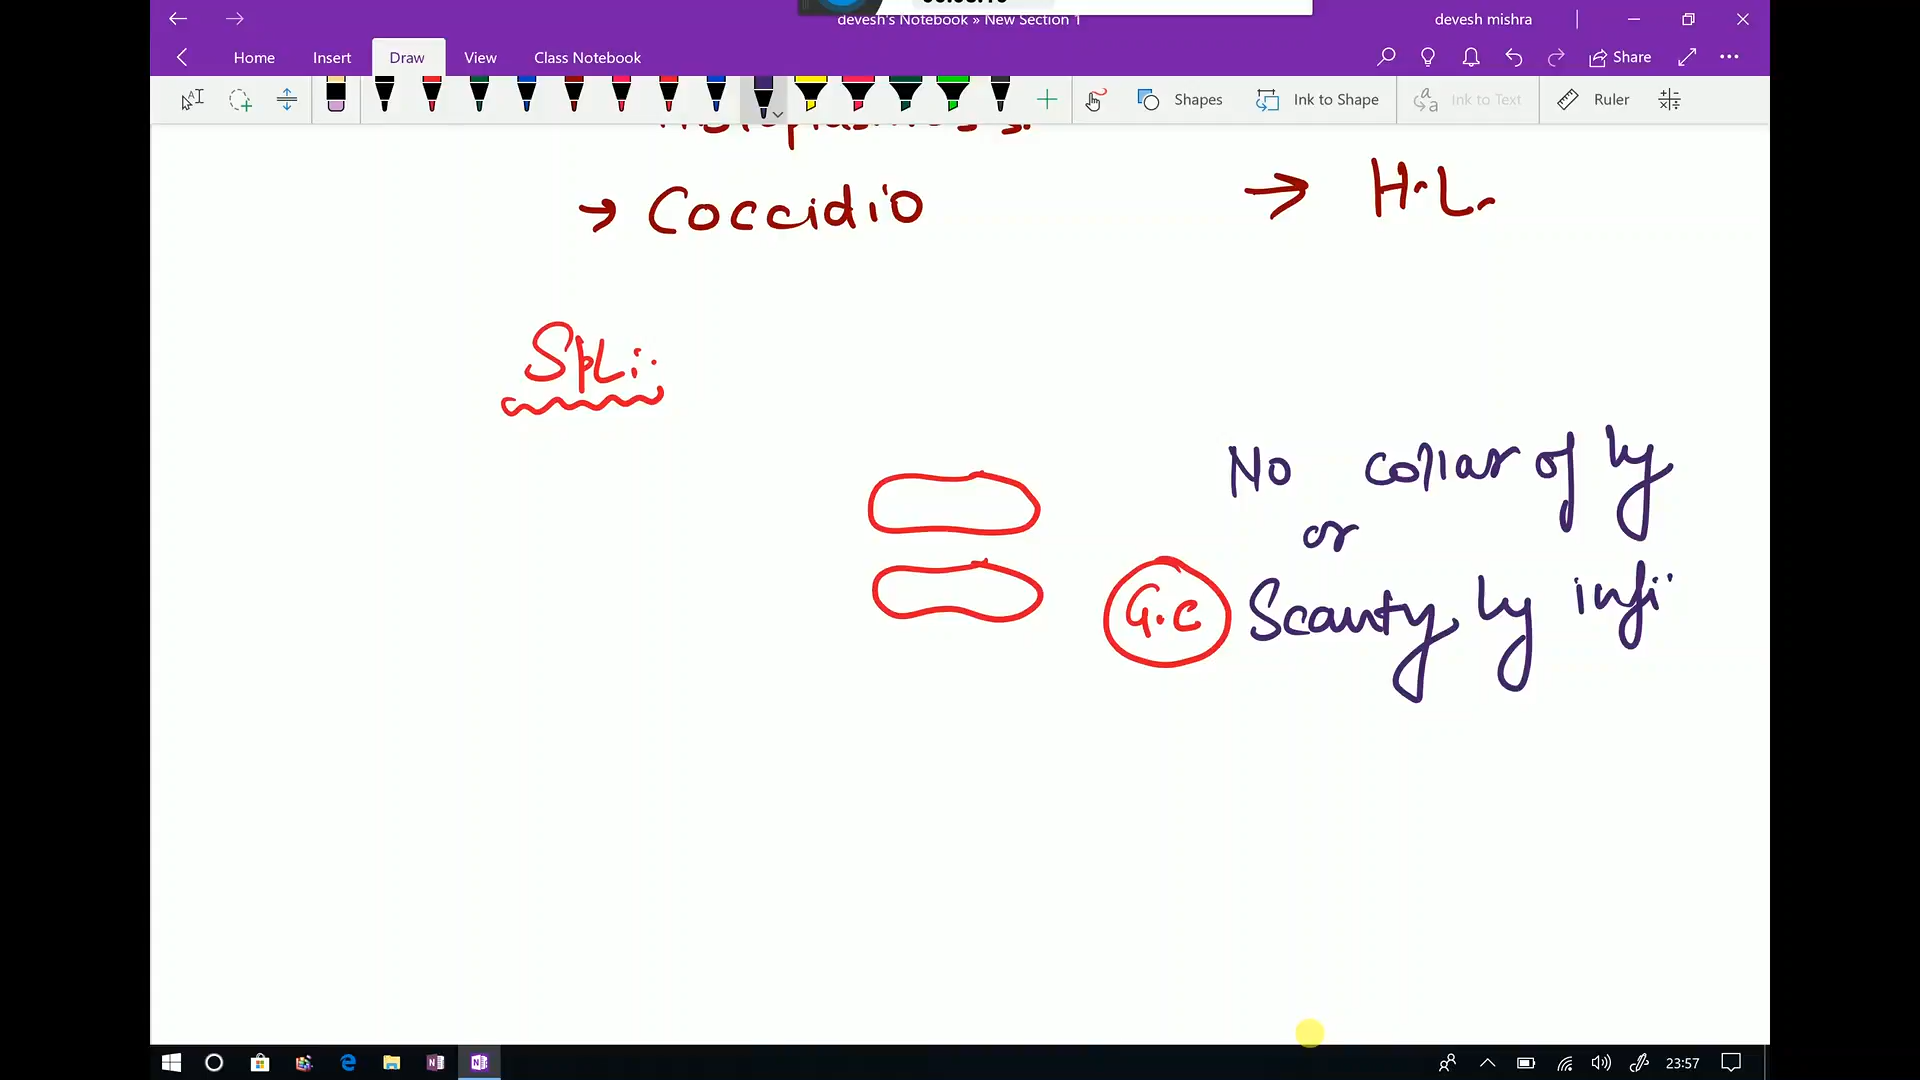 devesh's Notebook » New Section 1
devesh mishra
Home Insert Draw View Class Notebook
Share
Shapes Ink to Shape Ink to Text Ruler
→ Coccidio → H.L.
SpL:.
No collar of Ly
or
G.C Scanty Ly infi
23:57